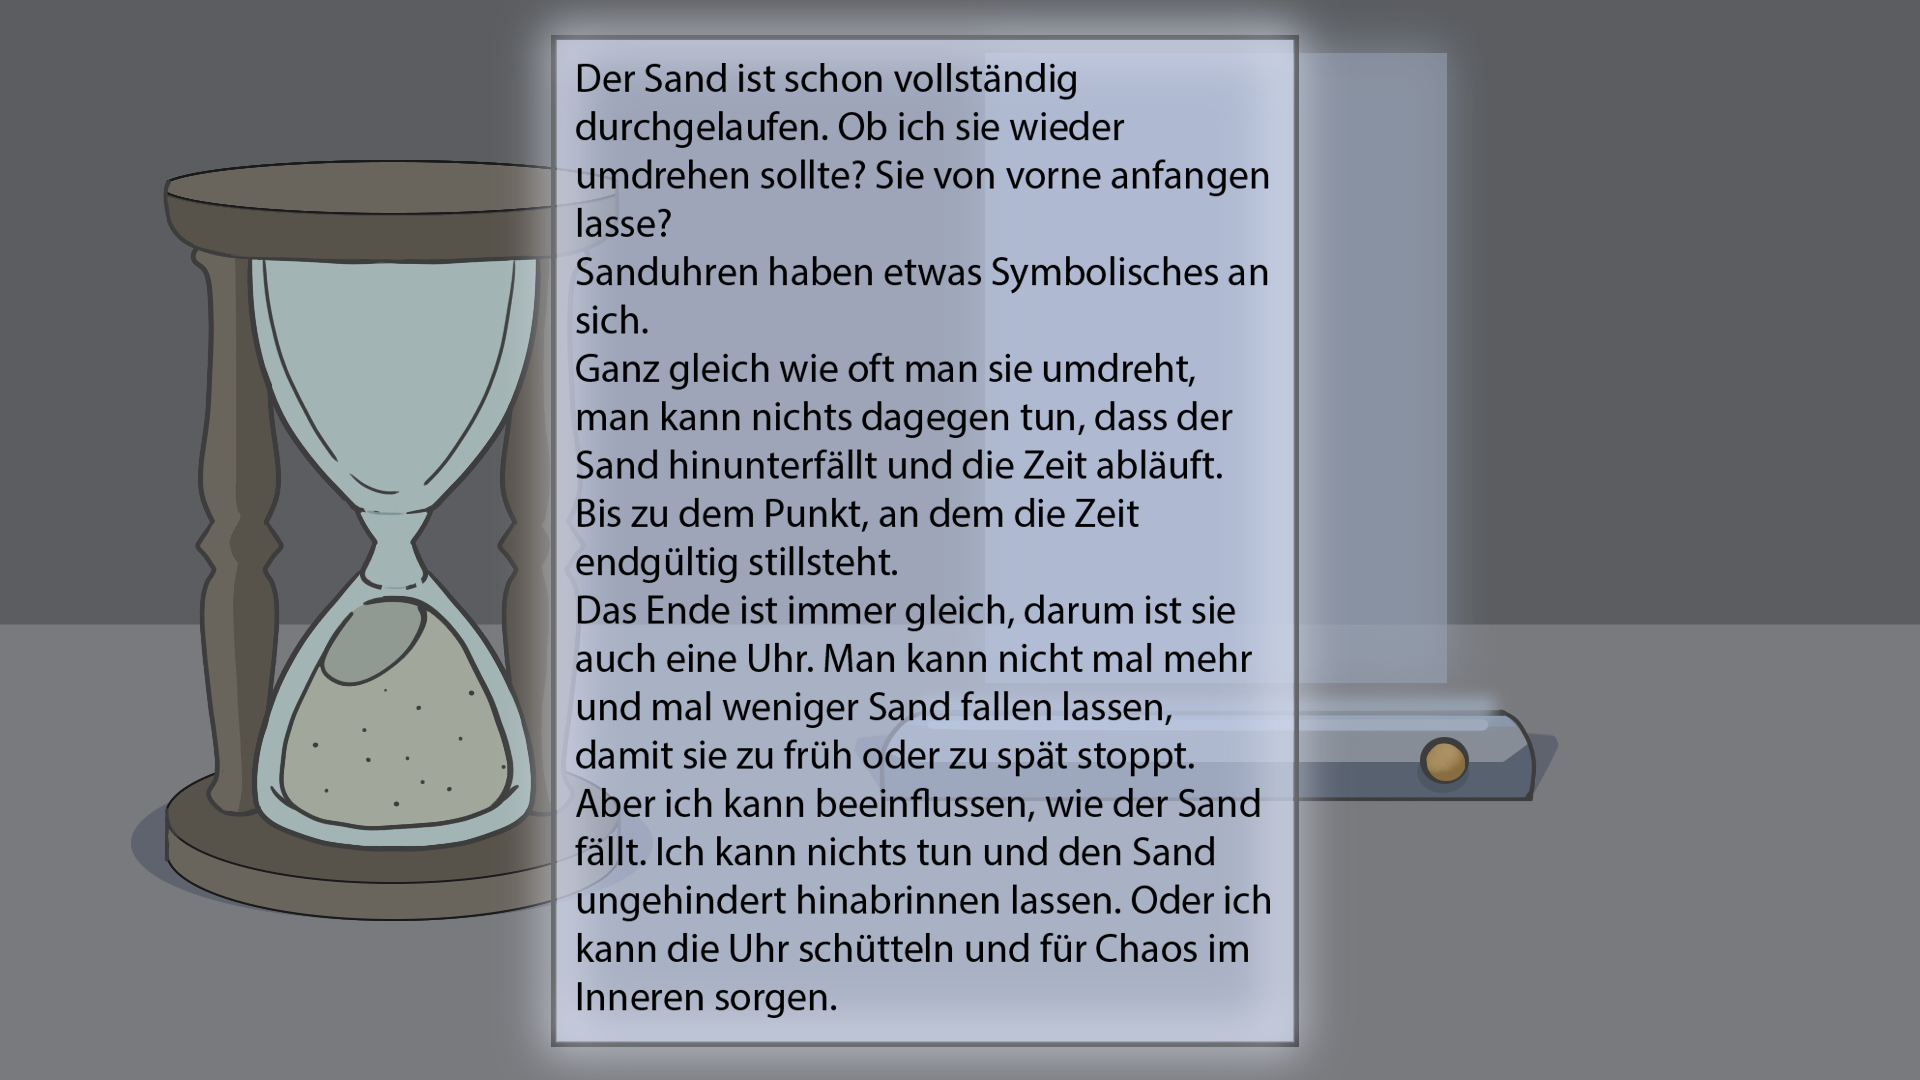 Der Sand ist schon vollständig
durchgelaufen. Ob ich sie wieder
umdrehen sollte? Sie von vorne anfangen
lasse?
Sanduhren haben etwas Symbolisches an
sich.
Ganz gleich wie oft man sie umdreht,
man kann nichts dagegen tun, dass der
Sand hinunterfällt und die Zeit abläuft.
Bis zu dem Punkt, an dem die Zeit
endgültig stillsteht.
Das Ende ist immer gleich, darum ist sie
auch eine Uhr. Man kann nicht mal mehr
und mal weniger Sand fallen lassen,
damit sie zu früh oder zu spät stoppt.
Aber ich kann beeinflussen, wie der Sand
fällt. Ich kann nichts tun und den Sand
ungehindert hinabrinnen lassen. Oder ich
kann die Uhr schütteln und für Chaos im
Inneren sorgen.